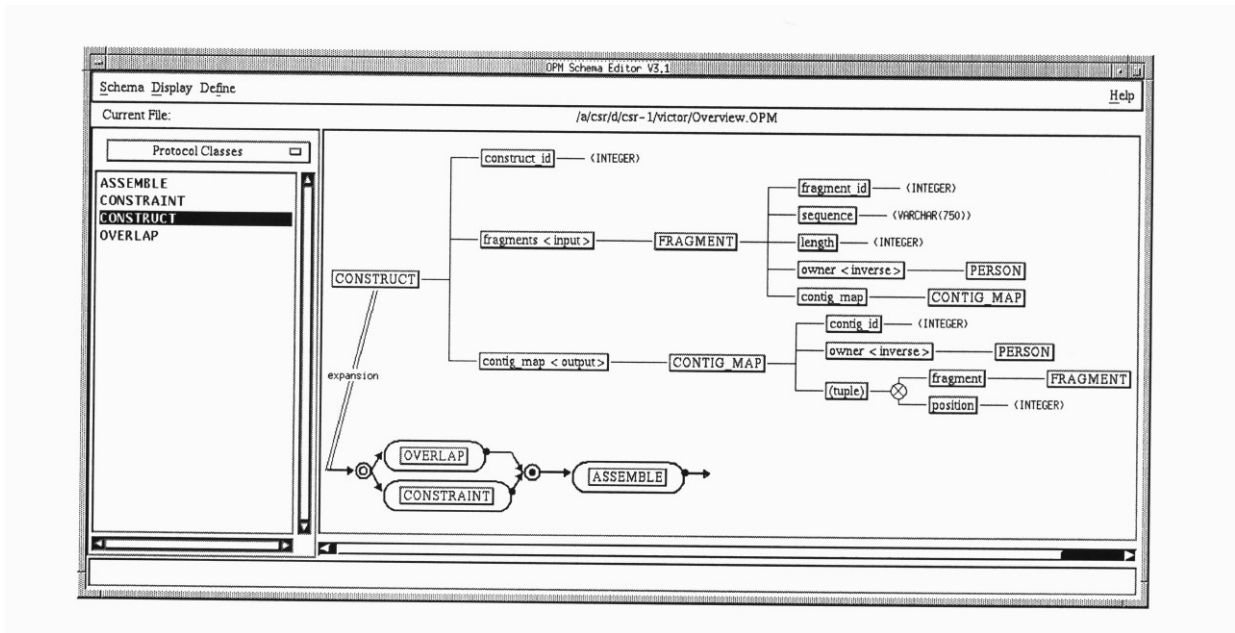 OPM Schema Editor V3.1
Schema Display Define
Help
Current File:
/a/csr/d/csr-1/victor/Overview.OPM
Protocol Classes
ASSEMBLE
CONSTRAINT
CONSTRUCT
OVERLAP
construct_id
(INTEGER)
fragment_id
(INTEGER)
sequence
(VARCHAR(750))
fragments < input >
FRAGMENT
length
(INTEGER)
owner < inverse >
PERSON
CONSTRUCT
contig_map
CONTIG_MAP
contig_id
(INTEGER)
owner < inverse >
PERSON
contig_map < output >
CONTIG_MAP
expansion
(tuple)
fragment
FRAGMENT
position
(INTEGER)
OVERLAP
ASSEMBLE
CONSTRAINT